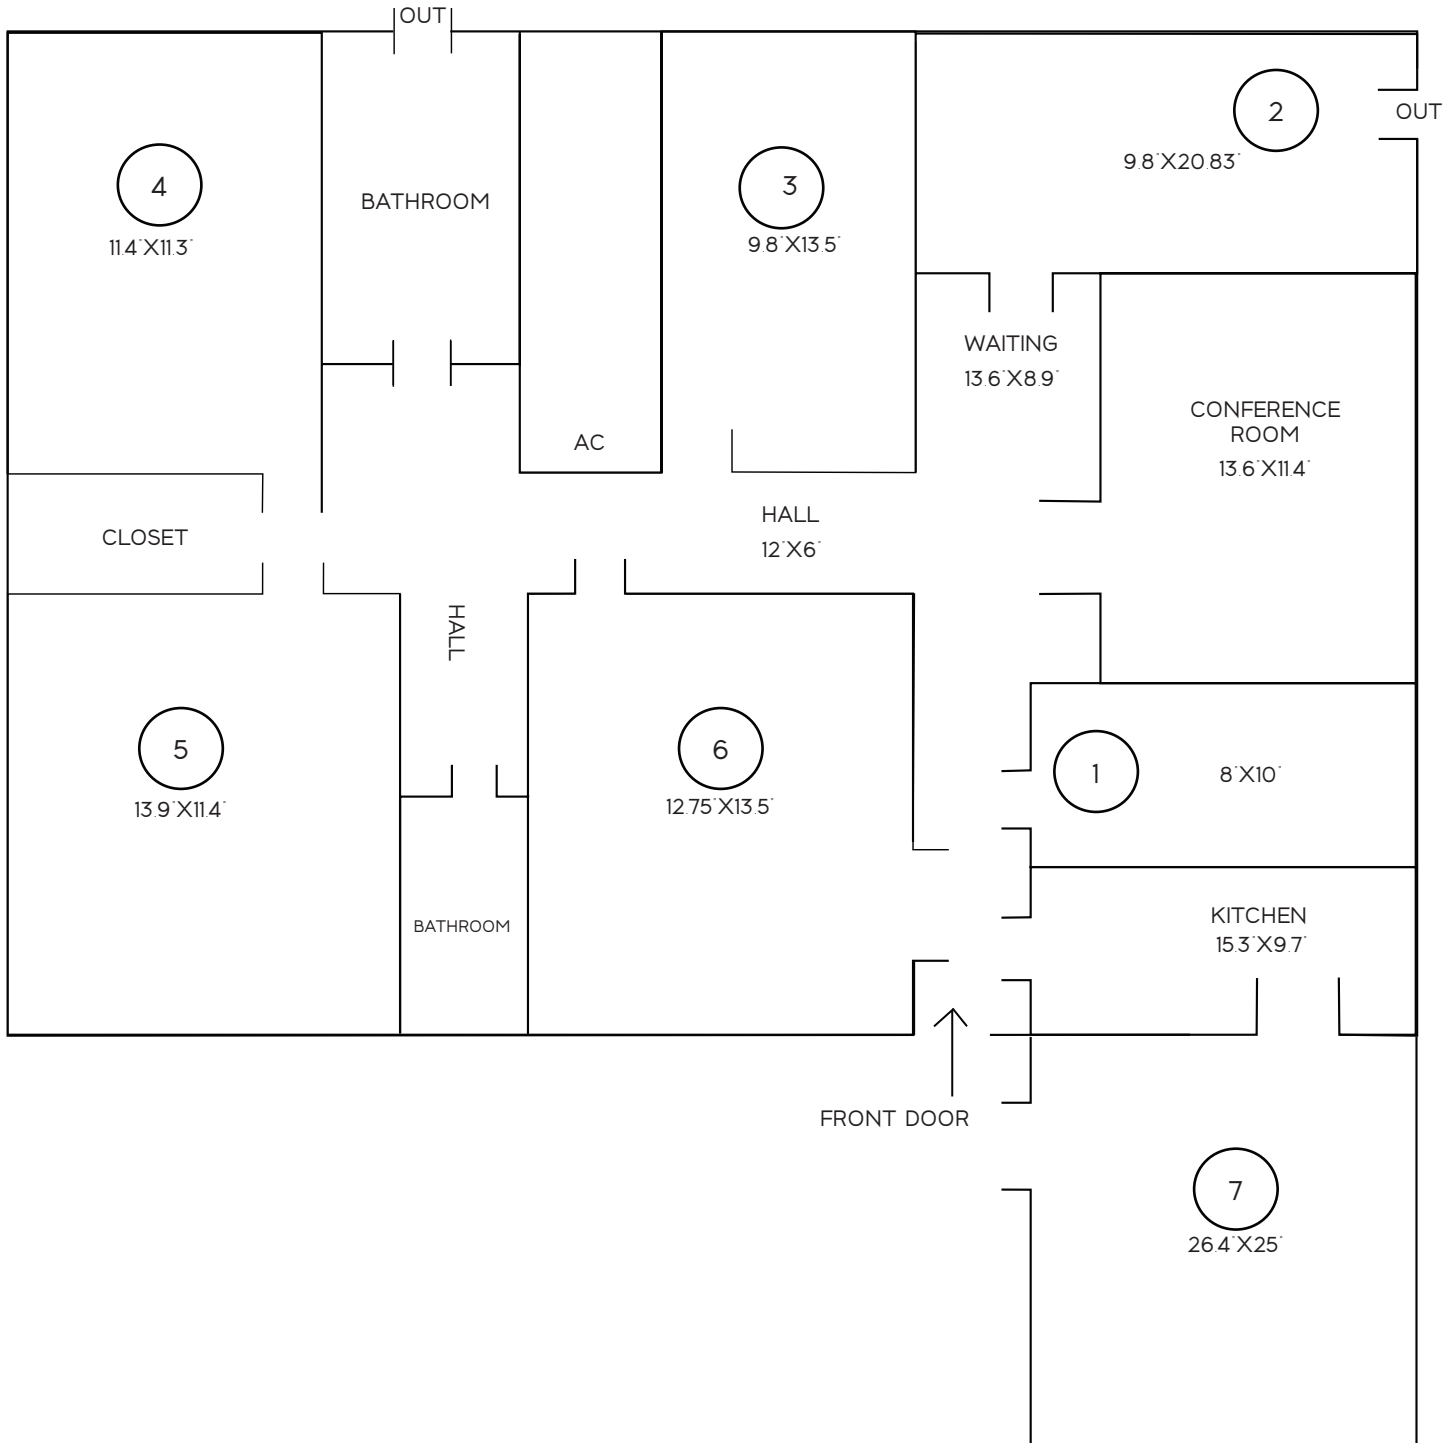 OUT
2
OUT
9.8'X20.83'
4
11.4'X11.3'
BATHROOM
3
9.8'X13.5'
WAITING
13.6'X8.9'
CONFERENCE
ROOM
13.6'X11.4'
AC
CLOSET
HALL
12'X6'
HALL
5
13.9'X11.4'
6
12.75'X13.5'
1
8'X10'
BATHROOM
KITCHEN
15.3'X9.7'
FRONT DOOR
7
26.4'X25'